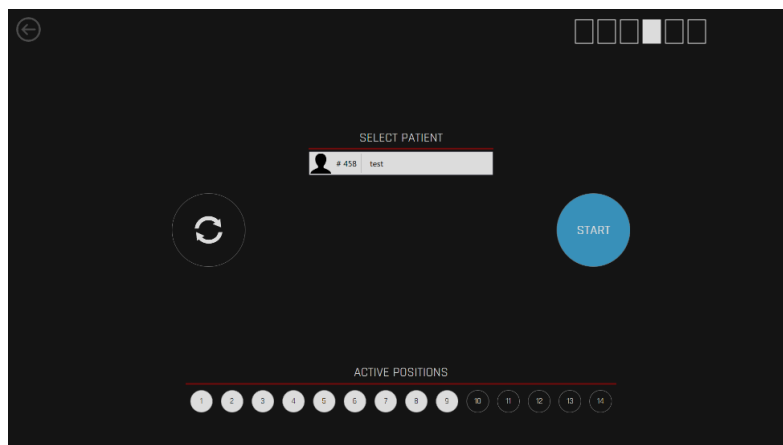 SELECT PATIENT
# 458 test
START
ACTIVE POSITIONS
1 2 3 4 5 6 7 8 9 10 11 12 13 14